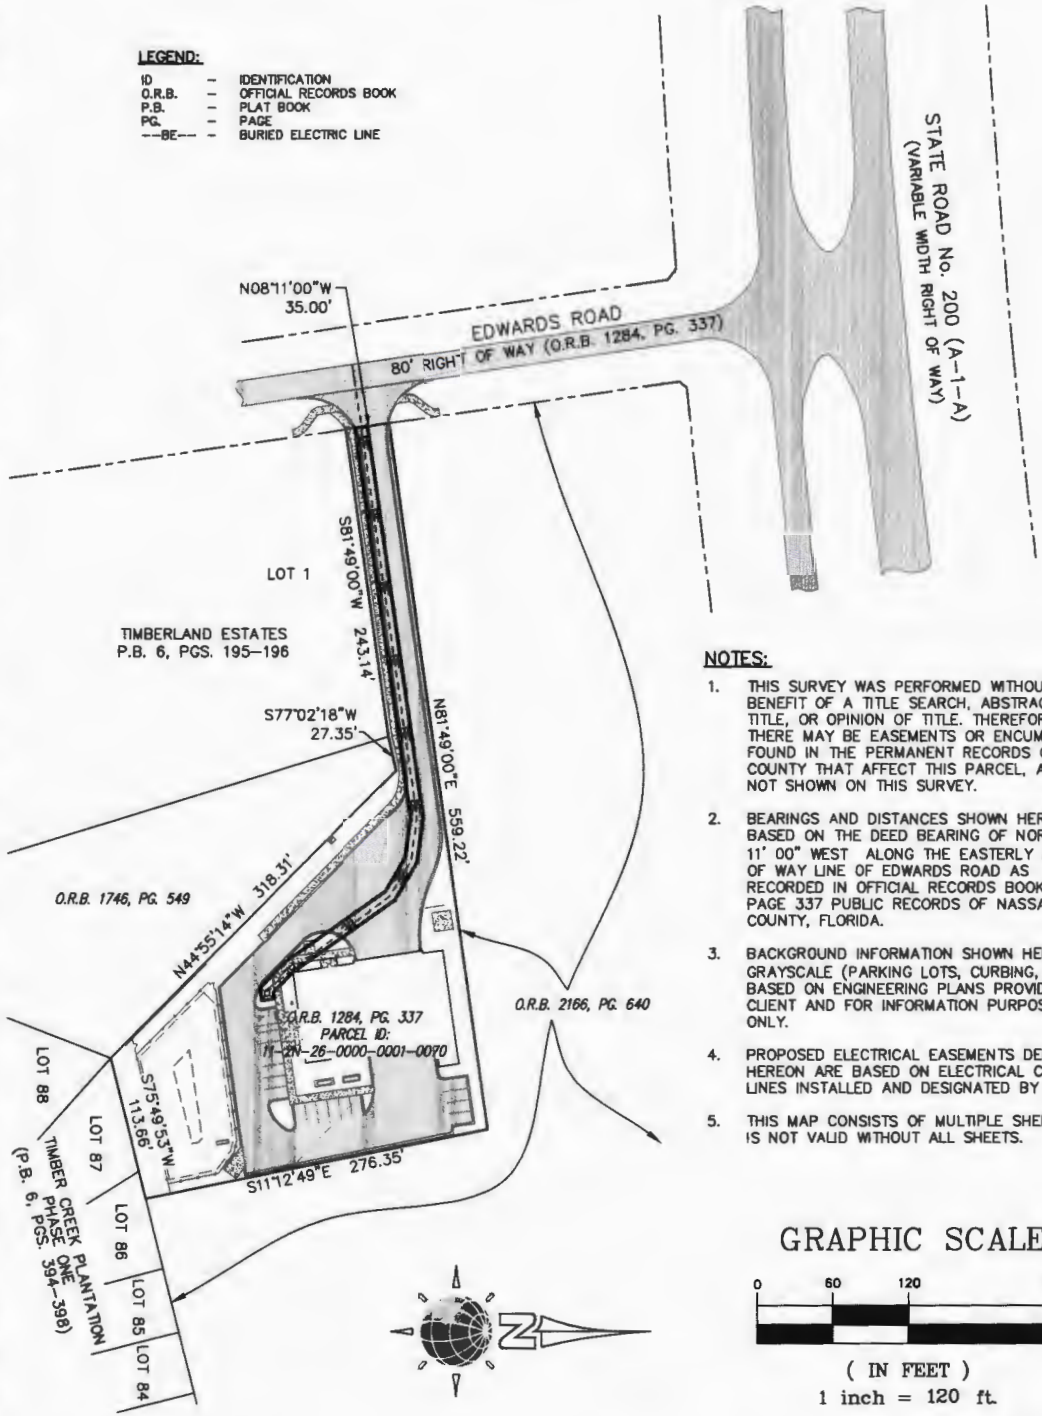 LEGEND:
ID - IDENTIFICATION
O.R.B. - OFFICIAL RECORDS BOOK
P.B. - PLAT BOOK
PG. - PAGE
--BE-- - BURIED ELECTRIC LINE
STATE ROAD No. 200 (A-1-A)
(VARIABLE WIDTH RIGHT OF WAY)
N08°11'00"W
35.00'
EDWARDS ROAD
80' RIGHT OF WAY (O.R.B. 1284, PG. 337)
S81°49'00"W 243.14'
LOT 1
TIMBERLAND ESTATES
P.B. 6, PGS. 195-196
S77°02'18"W
27.35'
N81°49'00"E 559.22'
O.R.B. 1746, PG. 549
N44°55'14"W 318.31'
O.R.B. 1284, PG. 337
PARCEL ID:
11-2N-26-0000-0001-0070
O.R.B. 2166, PG. 640
S75°49'53"W
113.66'
S11°12'49"E 276.35'
LOT 88
LOT 87
LOT 86
LOT 85
LOT 84
TIMBER CREEK PLANTATION
PHASE ONE
(P.B. 6, PGS. 394-398)
N
NOTES:
1. THIS SURVEY WAS PERFORMED WITHOU
BENEFIT OF A TITLE SEARCH, ABSTRAC
TITLE, OR OPINION OF TITLE. THEREFOR
THERE MAY BE EASEMENTS OR ENCUM
FOUND IN THE PERMANENT RECORDS
COUNTY THAT AFFECT THIS PARCEL, A
NOT SHOWN ON THIS SURVEY.
2. BEARINGS AND DISTANCES SHOWN HER
BASED ON THE DEED BEARING OF NOR
11' 00" WEST ALONG THE EASTERLY
OF WAY LINE OF EDWARDS ROAD AS
RECORDED IN OFFICIAL RECORDS BOOK
PAGE 337 PUBLIC RECORDS OF NASSA
COUNTY, FLORIDA.
3. BACKGROUND INFORMATION SHOWN HE
GRAYSCALE (PARKING LOTS, CURBING,
BASED ON ENGINEERING PLANS PROVID
CLIENT AND FOR INFORMATION PURPOS
ONLY.
4. PROPOSED ELECTRICAL EASEMENTS DE
HEREON ARE BASED ON ELECTRICAL C
LINES INSTALLED AND DESIGNATED BY
5. THIS MAP CONSISTS OF MULTIPLE SHE
IS NOT VALID WITHOUT ALL SHEETS.
GRAPHIC SCALE
0 60 120
( IN FEET )
1 inch = 120 ft.